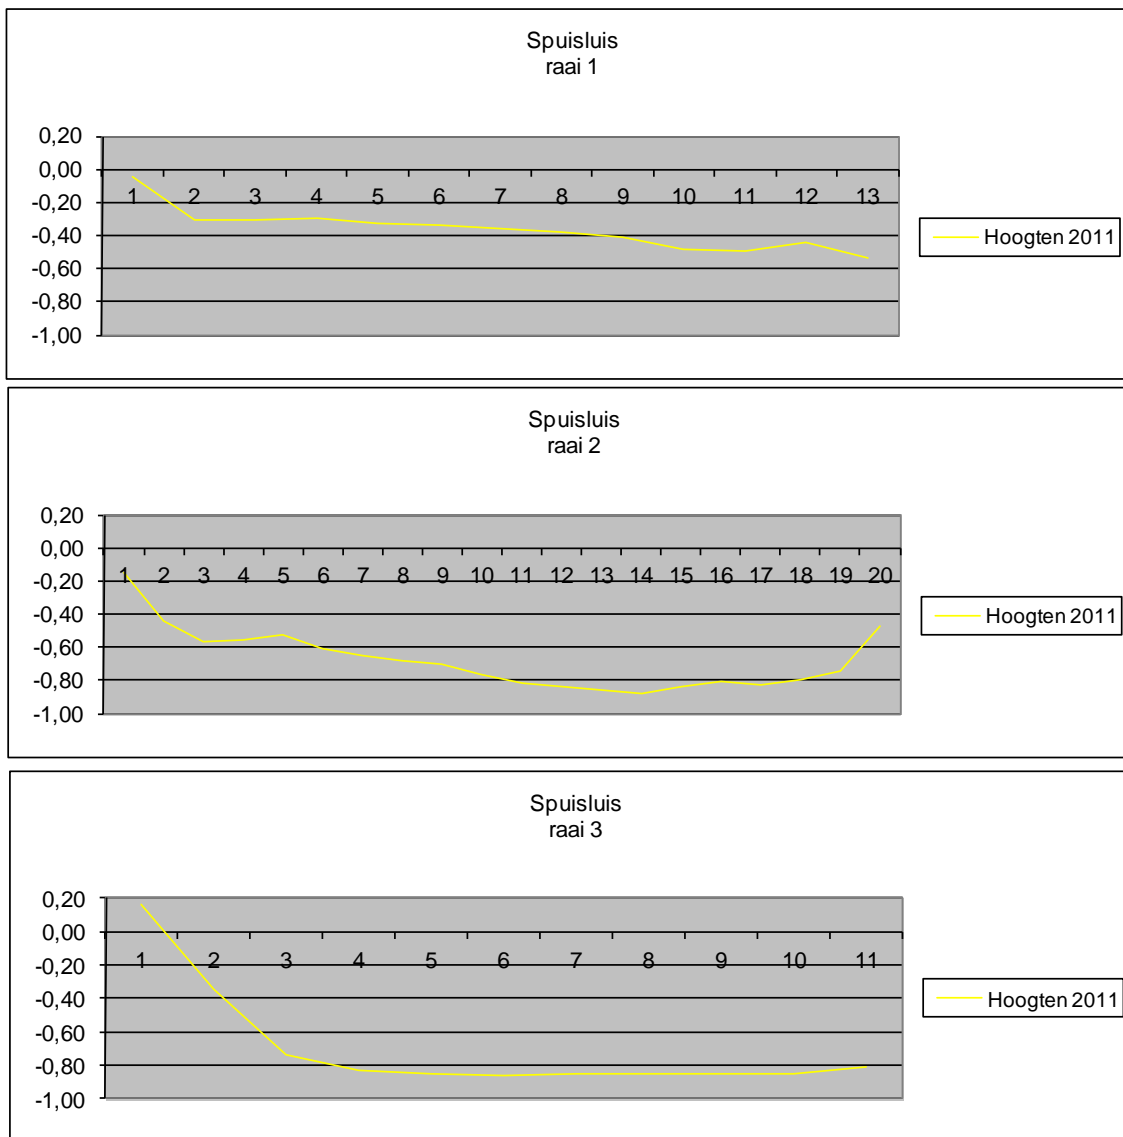 Spuisluis
raai 1
0,20
0,00
-0,20
-0,40
-0,60
-0,80
-1,00
1 2 3 4 5 6 7 8 9 10 11 12 13
Hoogten 2011
Spuisluis
raai 2
0,20
0,00
-0,20
-0,40
-0,60
-0,80
-1,00
1 2 3 4 5 6 7 8 9 10 11 12 13 14 15 16 17 18 19 20
Hoogten 2011
Spuisluis
raai 3
0,20
0,00
-0,20
-0,40
-0,60
-0,80
-1,00
1 2 3 4 5 6 7 8 9 10 11
Hoogten 2011